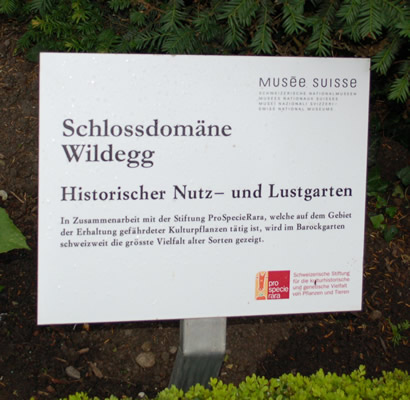 MUSÉE SUISSE
SCHWEIZERISCHE NATIONALMUSEEN
MUSÉES NATIONAUX SUISSES
MUSEI NAZIONALI SVIZZERI
SWISS NATIONAL MUSEUMS
Schlossdomäne
Wildegg
Historischer Nutz– und Lustgarten
In Zusammenarbeit mit der Stiftung ProSpecieRara, welche auf dem Gebiet
der Erhaltung gefährdeter Kulturpflanzen tätig ist, wird im Barockgarten
schweizweit die grösste Vielfalt alter Sorten gezeigt.
pro
specie
rara
Schweizerische Stiftung
für die kulturhistorische
und genetische Vielfalt
von Pflanzen und Tieren